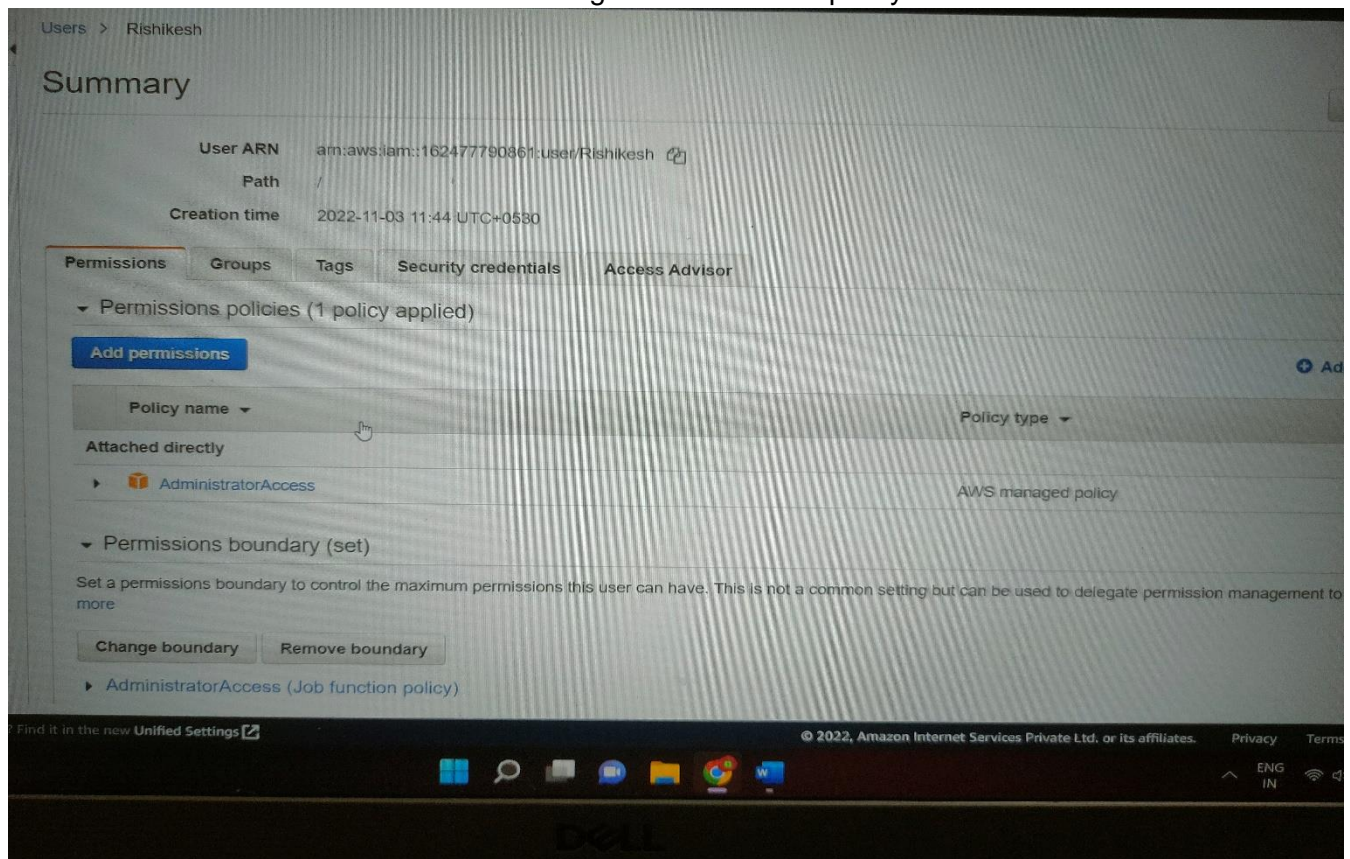 Users > Rishikesh
Summary
User ARN arn:aws:iam::162477790861:user/Rishikesh
Path /
Creation time 2022-11-03 11:44 UTC+0530
Permissions Groups Tags Security credentials Access Advisor
Permissions policies (1 policy applied)
Add permissions
Ad
Policy name Policy type
Attached directly
AdministratorAccess AWS managed policy
Permissions boundary (set)
Set a permissions boundary to control the maximum permissions this user can have. This is not a common setting but can be used to delegate permission management to
more
Change boundary Remove boundary
AdministratorAccess (Job function policy)
? Find it in the new Unified Settings © 2022, Amazon Internet Services Private Ltd. or its affiliates. Privacy Terms
ENG
IN
DELL